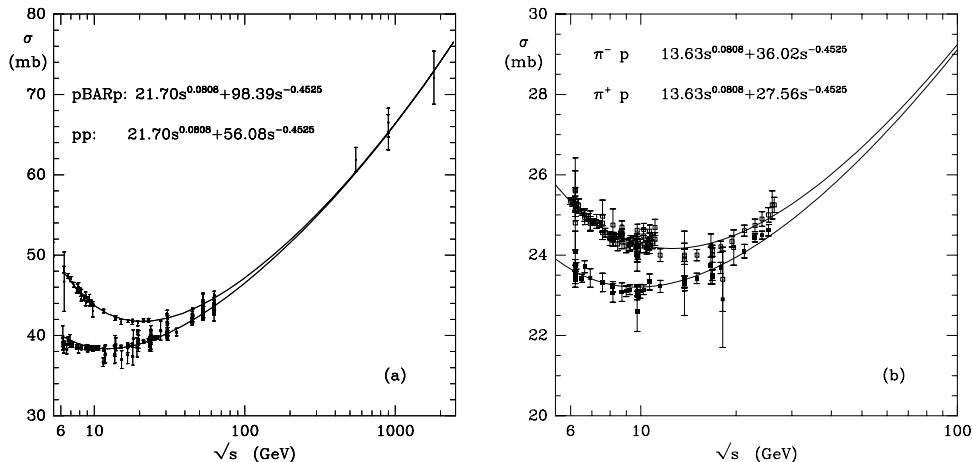 80
70
60
50
40
30
σ
(mb)
pBARp: 21.70s^0.0808+98.39s^−0.4525
pp: 21.70s^0.0808+56.08s^−0.4525
(a)
6 10 100 1000
√s (GeV)
30
28
26
24
22
20
σ
(mb)
π⁻ p 13.63s^0.0808+36.02s^−0.4525
π⁺ p 13.63s^0.0808+27.56s^−0.4525
(b)
6 10 20 100
√s (GeV)